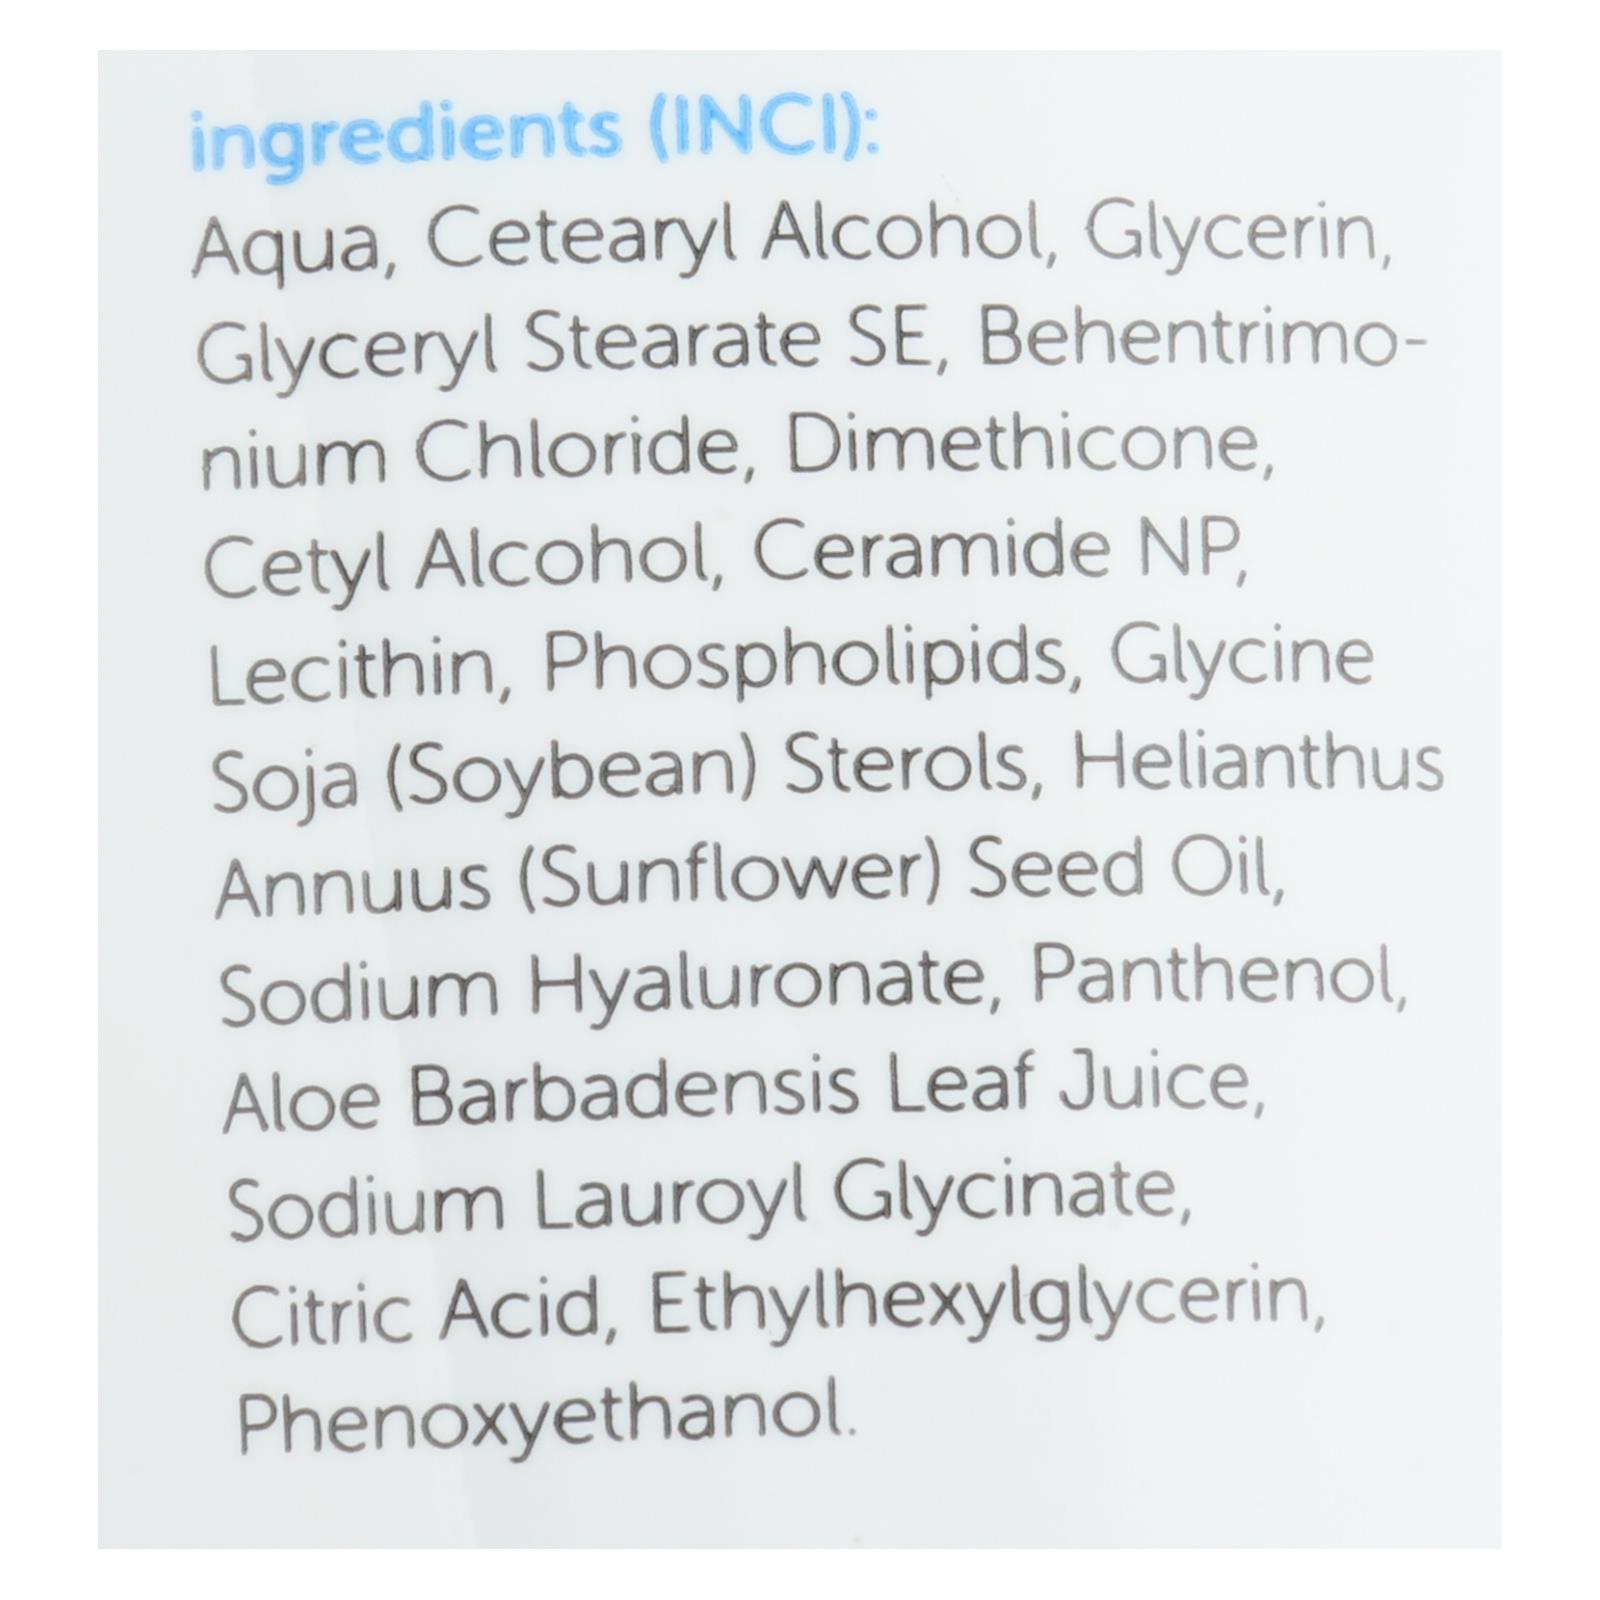 ingredients (INCI):
Aqua, Cetearyl Alcohol, Glycerin,
Glyceryl Stearate SE, Behentrimo-
nium Chloride, Dimethicone,
Cetyl Alcohol, Ceramide NP,
Lecithin, Phospholipids, Glycine
Soja (Soybean) Sterols, Helianthus
Annuus (Sunflower) Seed Oil,
Sodium Hyaluronate, Panthenol,
Aloe Barbadensis Leaf Juice,
Sodium Lauroyl Glycinate,
Citric Acid, Ethylhexylglycerin,
Phenoxyethanol.